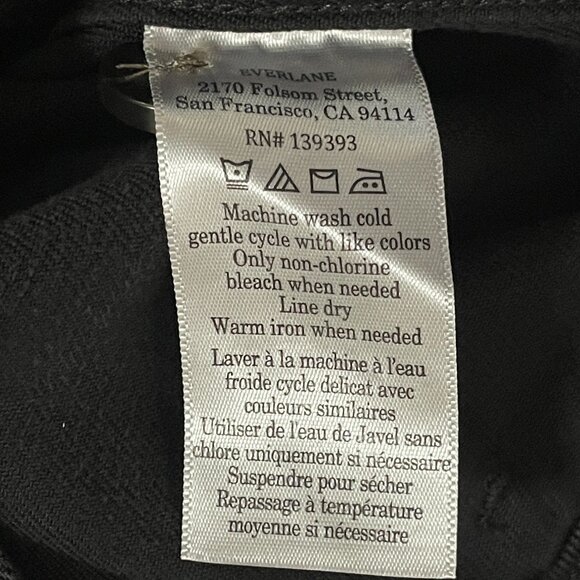 EVERLANE
2170 Folsom Street,
San Francisco, CA 94114
RN# 139393
Machine wash cold
gentle cycle with like colors
Only non-chlorine
bleach when needed
Line dry
Warm iron when needed
Laver à la machine à l'eau
froide cycle delicat avec
couleurs similaires
Utiliser de l'eau de Javel sans
chlore uniquement si nécessaire
Suspendre pour sécher
Repassage à température
moyenne si nécessaire